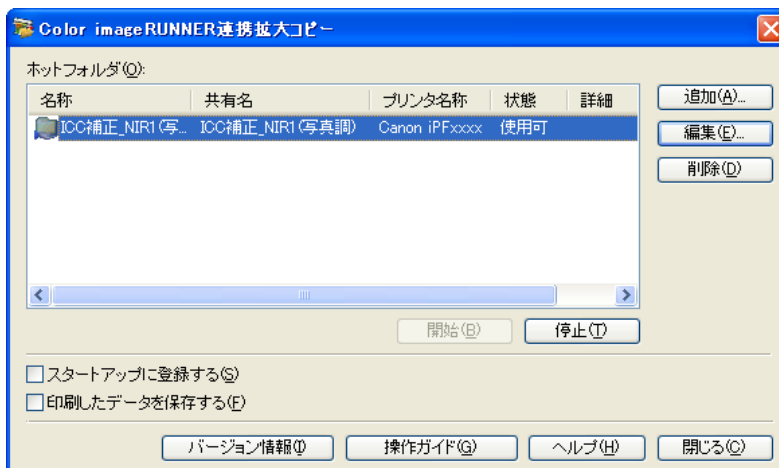 Color imageRUNNER連携拡大コピー
ホットフォルダ(O):
名称 共有名 プリンタ名称 状態 詳細
ICC補正_NIR1(写... ICC補正_NIR1(写真調) Canon iPFxxxx 使用可
追加(A)...
編集(E)...
削除(D)
開始(B) 停止(T)
スタートアップに登録する(S)
印刷したデータを保存する(F)
バージョン情報(I) 操作ガイド(G) ヘルプ(H) 閉じる(C)